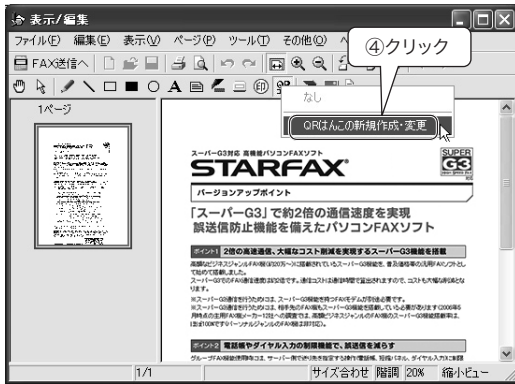 表示/編集
ファイル(F) 編集(E) 表示(V) ページ(P) ツール(T) その他(O)
④クリック
FAX送信へ
なし
QRはんこの新規作成・変更
1ページ
スーパーG3対応 高機能パソコンFAXソフト
STARFAX
SUPER
G3
バージョンアップポイント
「スーパーG3」で約2倍の通信速度を実現
誤送信防止機能を備えたパソコンFAXソフト
ポイント1 2倍の高速通信、大幅なコスト削減を実現するスーパーG3機能を搭載
ポイント2 電話帳やダイヤル入力の制限機能で、誤送信を減らす
1/1 サイズ合わせ 階調 20% 縮小ビュー